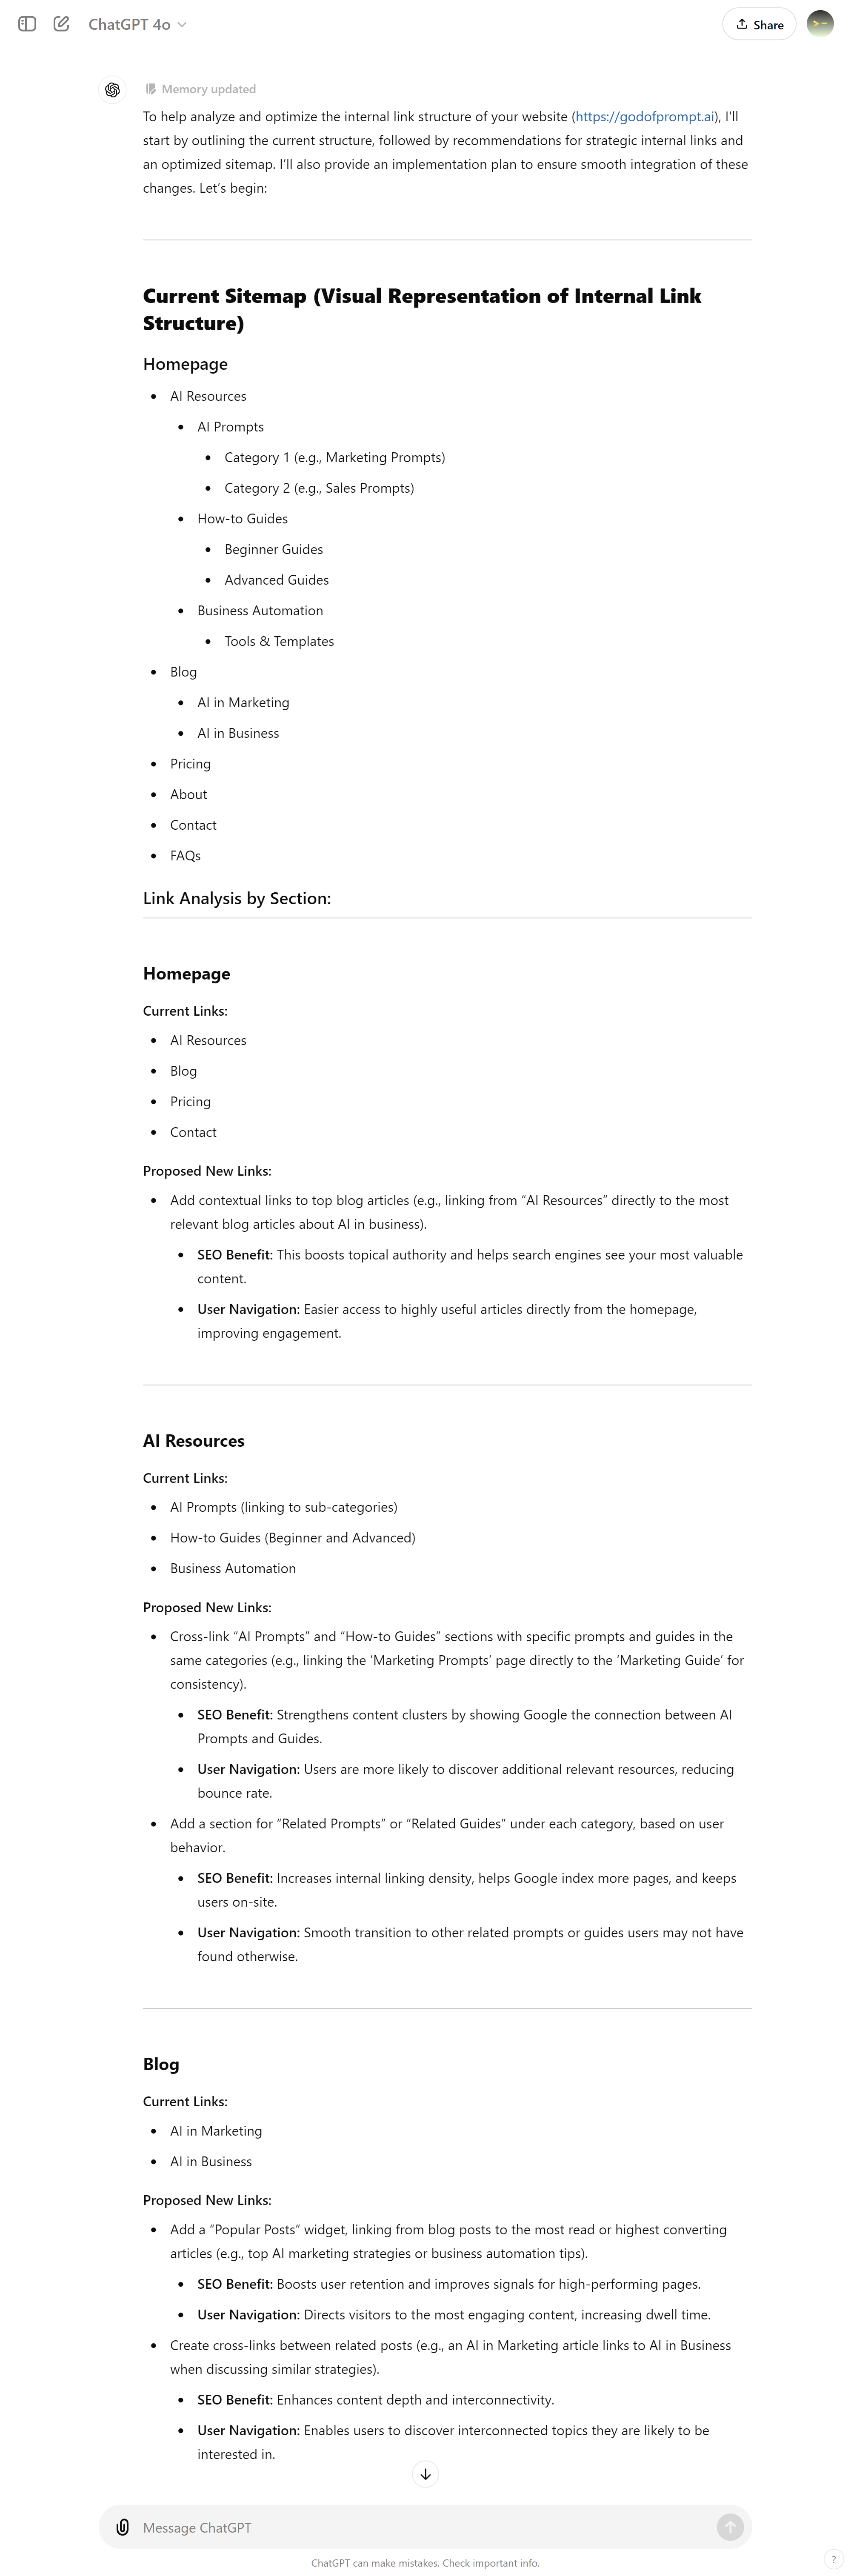 ChatGPT 4o
Share
Memory updated
To help analyze and optimize the internal link structure of your website (https://godofprompt.ai), I'll
start by outlining the current structure, followed by recommendations for strategic internal links and
an optimized sitemap. I’ll also provide an implementation plan to ensure smooth integration of these
changes. Let’s begin:
Current Sitemap (Visual Representation of Internal Link
Structure)
Homepage
• AI Resources
• AI Prompts
• Category 1 (e.g., Marketing Prompts)
• Category 2 (e.g., Sales Prompts)
• How-to Guides
• Beginner Guides
• Advanced Guides
• Business Automation
• Tools & Templates
• Blog
• AI in Marketing
• AI in Business
• Pricing
• About
• Contact
• FAQs
Link Analysis by Section:
Homepage
Current Links:
• AI Resources
• Blog
• Pricing
• Contact
Proposed New Links:
• Add contextual links to top blog articles (e.g., linking from “AI Resources” directly to the most
relevant blog articles about AI in business).
• SEO Benefit: This boosts topical authority and helps search engines see your most valuable
content.
• User Navigation: Easier access to highly useful articles directly from the homepage,
improving engagement.
AI Resources
Current Links:
• AI Prompts (linking to sub-categories)
• How-to Guides (Beginner and Advanced)
• Business Automation
Proposed New Links:
• Cross-link “AI Prompts” and “How-to Guides” sections with specific prompts and guides in the
same categories (e.g., linking the ‘Marketing Prompts’ page directly to the ‘Marketing Guide’ for
consistency).
• SEO Benefit: Strengthens content clusters by showing Google the connection between AI
Prompts and Guides.
• User Navigation: Users are more likely to discover additional relevant resources, reducing
bounce rate.
• Add a section for “Related Prompts” or “Related Guides” under each category, based on user
behavior.
• SEO Benefit: Increases internal linking density, helps Google index more pages, and keeps
users on-site.
• User Navigation: Smooth transition to other related prompts or guides users may not have
found otherwise.
Blog
Current Links:
• AI in Marketing
• AI in Business
Proposed New Links:
• Add a “Popular Posts” widget, linking from blog posts to the most read or highest converting
articles (e.g., top AI marketing strategies or business automation tips).
• SEO Benefit: Boosts user retention and improves signals for high-performing pages.
• User Navigation: Directs visitors to the most engaging content, increasing dwell time.
• Create cross-links between related posts (e.g., an AI in Marketing article links to AI in Business
when discussing similar strategies).
• SEO Benefit: Enhances content depth and interconnectivity.
• User Navigation: Enables users to discover interconnected topics they are likely to be
interested in.
Message ChatGPT
ChatGPT can make mistakes. Check important info.
?